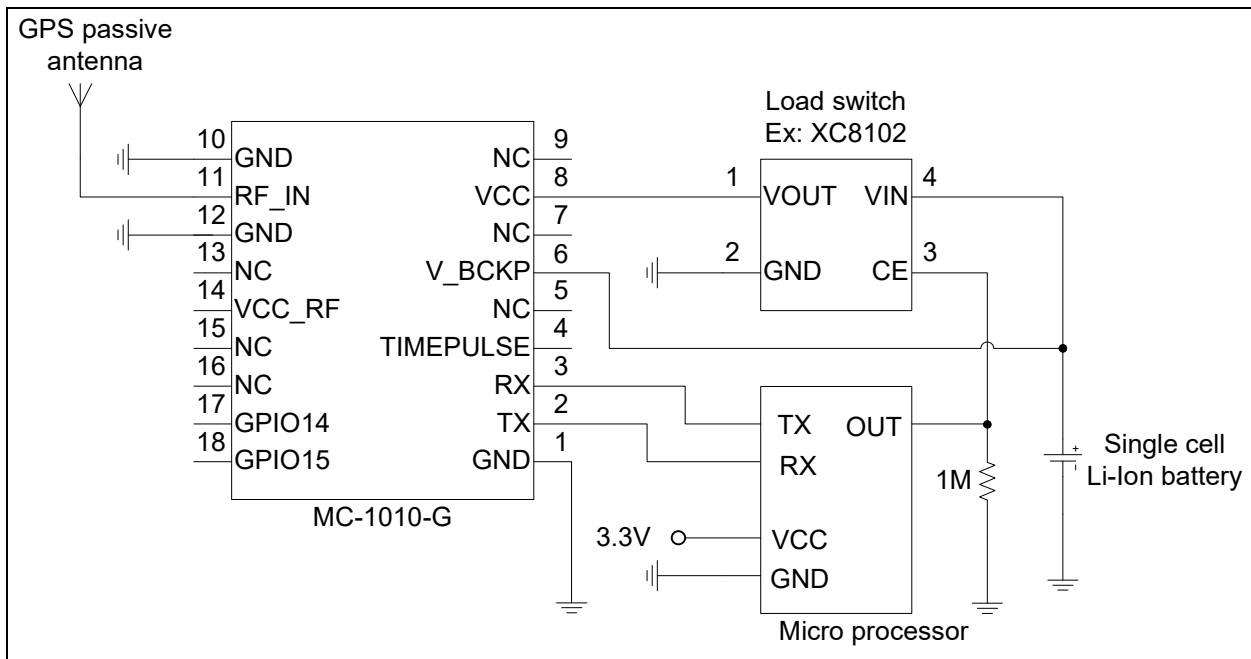 GPS passive
antenna
10
GND
11
RF_IN
12
GND
13
NC
14
VCC_RF
15
NC
16
NC
17
GPIO14
18
GPIO15
9
NC
8
VCC
7
NC
6
V_BCKP
5
NC
4
TIMEPULSE
3
RX
2
TX
1
GND
MC-1010-G
Load switch
Ex: XC8102
1
VOUT
VIN
4
2
GND
CE
3
TX
OUT
RX
3.3V
VCC
GND
Micro processor
1M
+
-
Single cell
Li-Ion battery